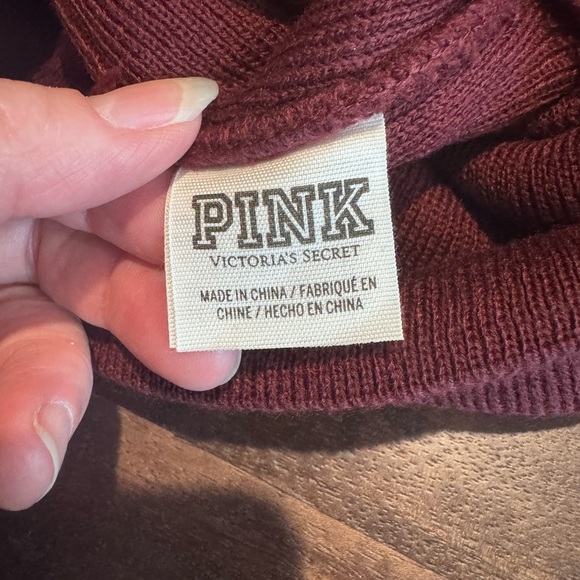 PINK
VICTORIA'S SECRET
MADE IN CHINA / FABRIQUÉ EN
CHINE / HECHO EN CHINA